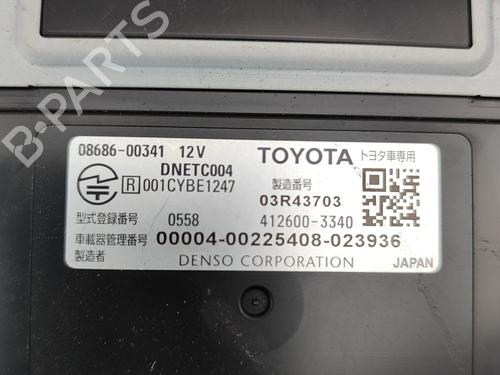 B-PARTS
08686-00341 12V
TOYOTA トヨタ車専用
DNETC004
R 001CYBE1247
製造番号
03R43703
型式登録番号 0558 412600-3340
車載器管理番号 00004-00225408-023936
製造者 DENSO CORPORATION JAPAN